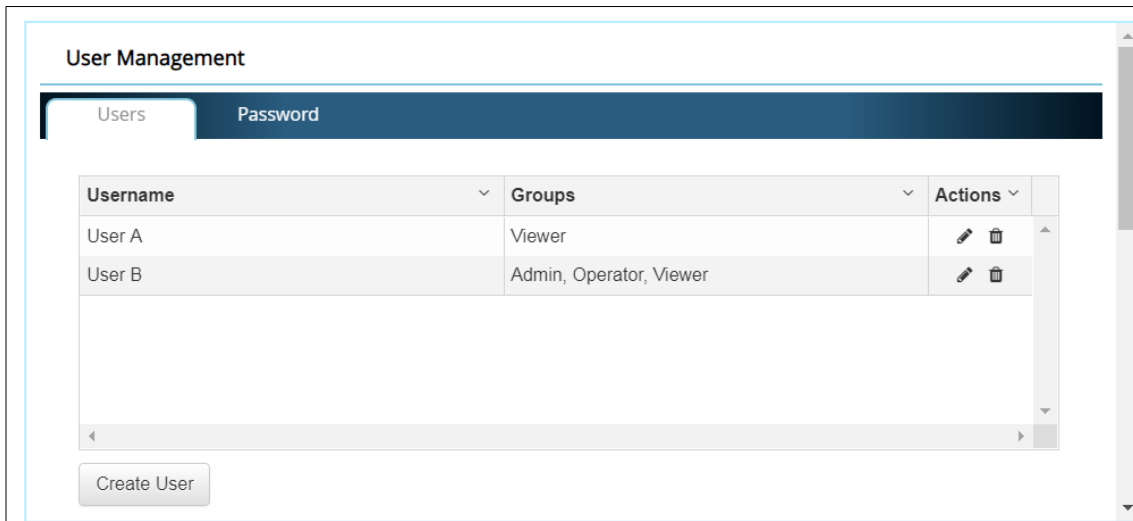 User Management
Users Password
Username Groups Actions
User A Viewer
User B Admin, Operator, Viewer
Create User